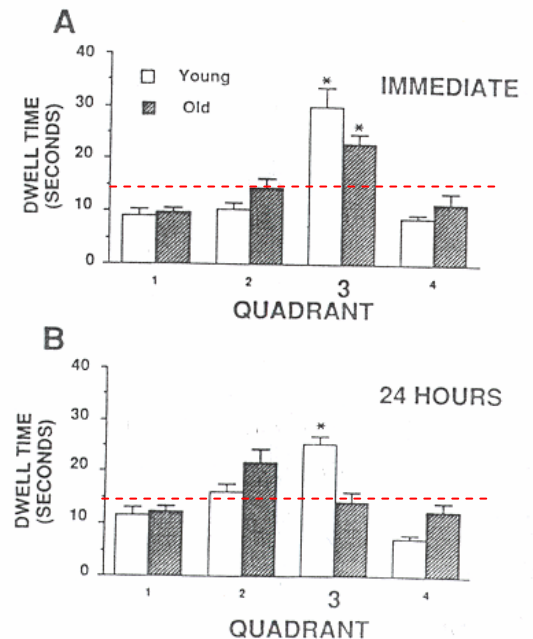 A
40
30
20
10
0
DWELL TIME
(SECONDS)
Young
Old
IMMEDIATE
*
*
1 2 3 4
QUADRANT
B
40
30
20
10
0
DWELL TIME
(SECONDS)
24 HOURS
*
1 2 3 4
QUADRANT